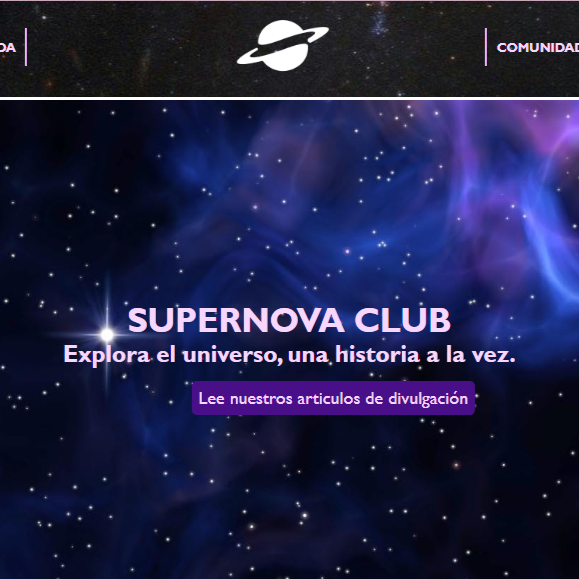 DA
COMUNIDAD
SUPERNOVA CLUB
Explora el universo, una historia a la vez.
Lee nuestros articulos de divulgación